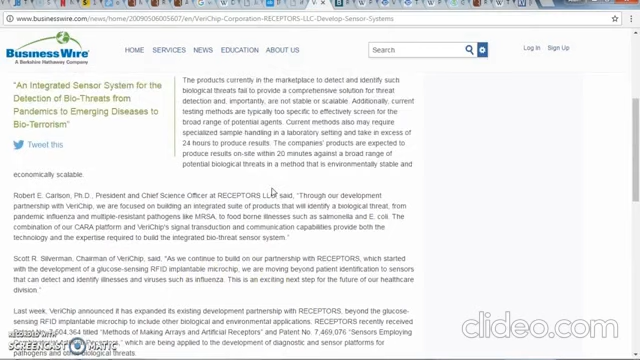 www.businesswire.com/news/home/20090506005607/en/VeriChip-Corporation-RECEPTORS-LLC-Develop-Sensor-Systems
BUSINESS WIRE
A Berkshire Hathaway Company
HOME SERVICES NEWS EDUCATION ABOUT US
Search
Log In Sign Up
"An Integrated Sensor System for the
Detection of Bio-Threats from
Pandemics to Emerging Diseases to
Bio-Terrorism"
Tweet this
The products currently in the marketplace to detect and identify such
biological threats fail to provide a comprehensive solution for threat
detection and, importantly, are not stable or scalable. Additionally, current
testing methods are typically too specific to effectively screen for the
broad range of potential agents. Current methods also may require
specialized sample handling in a laboratory setting and take in excess of
24 hours to produce results. The companies' products are expected to
produce results on-site within 20 minutes against a broad range of
potential biological threats in a method that is environmentally stable and
economically scalable.
Robert E. Carlson, Ph.D., President and Chief Science Officer at RECEPTORS LLC, said, "Through our development
partnership with VeriChip, we are focused on building an integrated suite of products that will identify a biological threat, from
pandemic influenza and multiple-resistant pathogens like MRSA, to food borne illnesses such as salmonella and E. coli. The
combination of our CARA platform and VeriChip's signal transduction and communication capabilities provide both the
technology and the expertise required to build the integrated bio-threat sensor system."
Scott R. Silverman, Chairman of VeriChip, said, "As we continue to build on our partnership with RECEPTORS, which started
with the development of a glucose-sensing RFID implantable microchip, we are moving beyond patient identification to sensors
that can detect and identify illnesses and viruses such as influenza. This is an exciting next step for the future of our healthcare
division."
Last week, VeriChip announced it has expanded its existing development partnership with RECEPTORS, beyond the glucose-
sensing RFID implantable microchip to include other biological and environmental applications. RECEPTORS recently received
7,504,364 titled "Methods of Making Arrays and Artificial Receptors" and Patent No. 7,469,076 "Sensors Employing
which are being applied to the development of diagnostic and sensor platforms for
pathogens and other biological threats.
RECORDED WITH
SCREENCAST MATIC
clideo.com